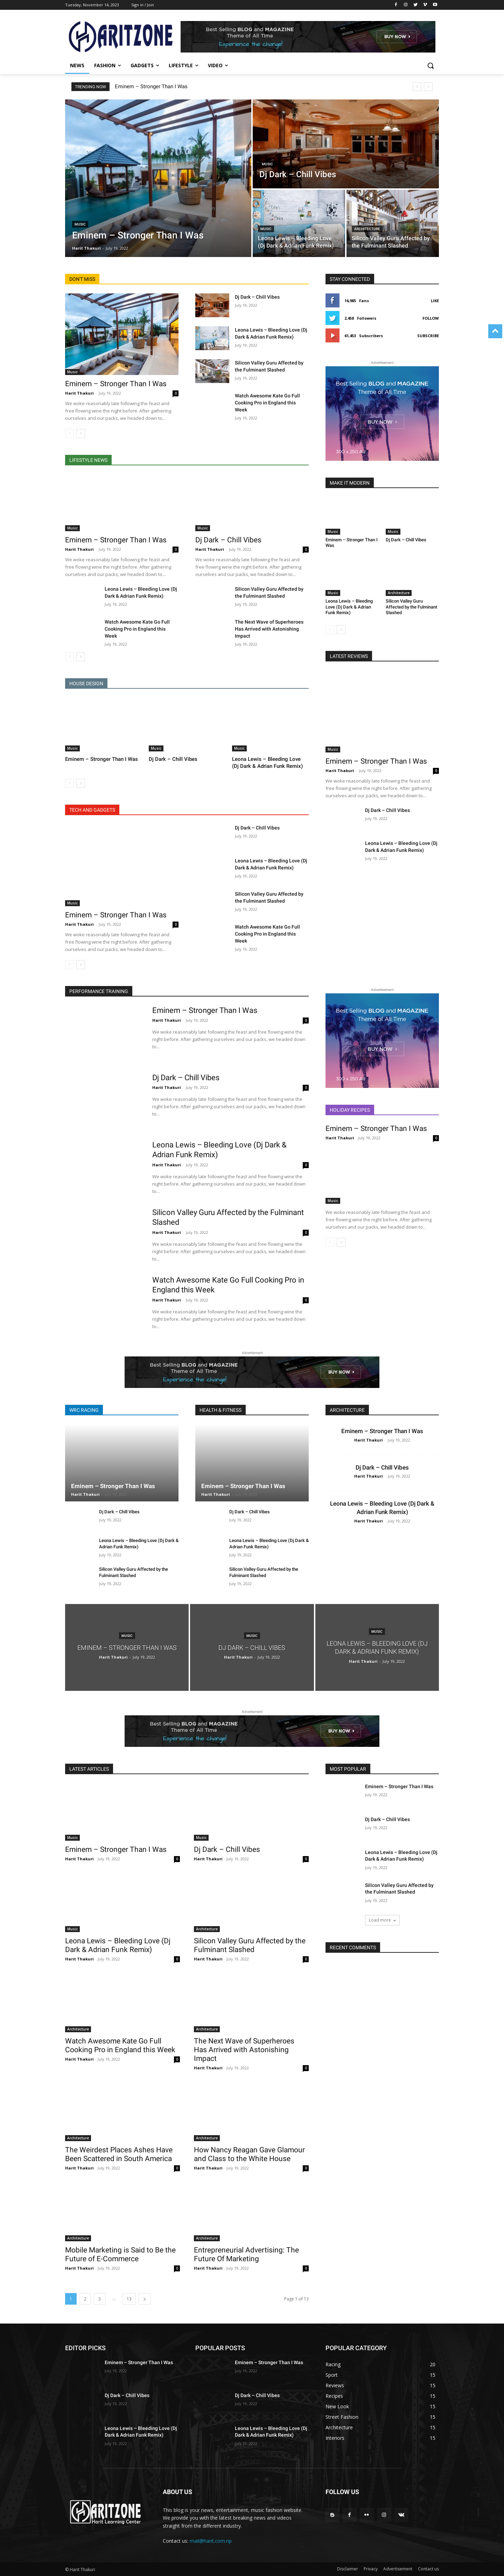 Tuesday, November 14, 2023
Sign in / Join
HARITZONE
Best Selling BLOG and MAGAZINE
Theme of All Time
Experience the change!
BUY NOW
NEWS
FASHION
GADGETS
LIFESTYLE
VIDEO
TRENDING NOW
Eminem – Stronger Than I Was
MUSIC
Eminem – Stronger Than I Was
Harit Thakuri - July 19, 2022
MUSIC
Dj Dark – Chill Vibes
MUSIC
Leona Lewis – Bleeding Love (Dj Dark & Adrian Funk Remix)
ARCHITECTURE
Silicon Valley Guru Affected by the Fulminant Slashed
DON'T MISS
Music
Eminem – Stronger Than I Was
Harit Thakuri - July 19, 2022
We woke reasonably late following the feast and free flowing wine the night before. After gathering ourselves and our packs, we headed down to...
Dj Dark – Chill Vibes
July 19, 2022
Leona Lewis – Bleeding Love (Dj Dark & Adrian Funk Remix)
July 19, 2022
Silicon Valley Guru Affected by the Fulminant Slashed
July 19, 2022
Watch Awesome Kate Go Full Cooking Pro in England this Week
July 19, 2022
STAY CONNECTED
16,985 Fans LIKE
2,458 Followers FOLLOW
61,453 Subscribers SUBSCRIBE
- Advertisement -
Best Selling BLOG and MAGAZINE
Theme of All Time
BUY NOW
300 x 250 Ad
LIFESTYLE NEWS
Music
Eminem – Stronger Than I Was
Harit Thakuri - July 19, 2022
We woke reasonably late following the feast and free flowing wine the night before. After gathering ourselves and our packs, we headed down to...
Music
Dj Dark – Chill Vibes
Harit Thakuri - July 19, 2022
We woke reasonably late following the feast and free flowing wine the night before. After gathering ourselves and our packs, we headed down to...
Leona Lewis – Bleeding Love (Dj Dark & Adrian Funk Remix)
July 19, 2022
Silicon Valley Guru Affected by the Fulminant Slashed
July 19, 2022
Watch Awesome Kate Go Full Cooking Pro in England this Week
July 19, 2022
The New Wave of Superheroes Has Arrived with Astonishing Impact
July 19, 2022
MAKE IT MODERN
Music
Eminem – Stronger Than I Was
Music
Dj Dark – Chill Vibes
Music
Leona Lewis – Bleeding Love (Dj Dark & Adrian Funk Remix)
Architecture
Silicon Valley Guru Affected by the Fulminant Slashed
LATEST REVIEWS
Music
Eminem – Stronger Than I Was
Harit Thakuri - July 19, 2022
We woke reasonably late following the feast and free flowing wine the night before. After gathering ourselves and our packs, we headed down to...
Dj Dark – Chill Vibes
July 19, 2022
Leona Lewis – Bleeding Love (Dj Dark & Adrian Funk Remix)
July 19, 2022
HOUSE DESIGN
Music
Eminem – Stronger Than I Was
Music
Dj Dark – Chill Vibes
Music
Leona Lewis – Bleeding Love (Dj Dark & Adrian Funk Remix)
TECH AND GADGETS
Music
Eminem – Stronger Than I Was
Harit Thakuri - July 19, 2022
We woke reasonably late following the feast and free flowing wine the night before. After gathering ourselves and our packs, we headed down to...
Dj Dark – Chill Vibes
July 19, 2022
Leona Lewis – Bleeding Love (Dj Dark & Adrian Funk Remix)
July 19, 2022
Silicon Valley Guru Affected by the Fulminant Slashed
July 19, 2022
Watch Awesome Kate Go Full Cooking Pro in England this Week
July 19, 2022
PERFORMANCE TRAINING
Eminem – Stronger Than I Was
Harit Thakuri - July 19, 2022
We woke reasonably late following the feast and free flowing wine the night before. After gathering ourselves and our packs, we headed down to...
Dj Dark – Chill Vibes
Harit Thakuri - July 19, 2022
We woke reasonably late following the feast and free flowing wine the night before. After gathering ourselves and our packs, we headed down to...
Leona Lewis – Bleeding Love (Dj Dark & Adrian Funk Remix)
Harit Thakuri - July 19, 2022
We woke reasonably late following the feast and free flowing wine the night before. After gathering ourselves and our packs, we headed down to...
Silicon Valley Guru Affected by the Fulminant Slashed
Harit Thakuri - July 19, 2022
We woke reasonably late following the feast and free flowing wine the night before. After gathering ourselves and our packs, we headed down to...
Watch Awesome Kate Go Full Cooking Pro in England this Week
Harit Thakuri - July 19, 2022
We woke reasonably late following the feast and free flowing wine the night before. After gathering ourselves and our packs, we headed down to...
- Advertisement -
Best Selling BLOG and MAGAZINE
Theme of All Time
BUY NOW
300 x 250 Ad
HOLIDAY RECIPES
Eminem – Stronger Than I Was
Harit Thakuri - July 19, 2022
Music
We woke reasonably late following the feast and free flowing wine the night before. After gathering ourselves and our packs, we headed down to...
- Advertisement -
Best Selling BLOG and MAGAZINE
Theme of All Time
Experience the change!
BUY NOW
WRC RACING
Eminem – Stronger Than I Was
Harit Thakuri
Dj Dark – Chill Vibes
July 19, 2022
Leona Lewis – Bleeding Love (Dj Dark & Adrian Funk Remix)
July 19, 2022
Silicon Valley Guru Affected by the Fulminant Slashed
July 19, 2022
HEALTH & FITNESS
Eminem – Stronger Than I Was
Harit Thakuri
Dj Dark – Chill Vibes
July 19, 2022
Leona Lewis – Bleeding Love (Dj Dark & Adrian Funk Remix)
July 19, 2022
Silicon Valley Guru Affected by the Fulminant Slashed
July 19, 2022
ARCHITECTURE
Eminem – Stronger Than I Was
Harit Thakuri - July 19, 2022
Dj Dark – Chill Vibes
Harit Thakuri - July 19, 2022
Leona Lewis – Bleeding Love (Dj Dark & Adrian Funk Remix)
Harit Thakuri - July 19, 2022
MUSIC
EMINEM – STRONGER THAN I WAS
Harit Thakuri - July 19, 2022
MUSIC
DJ DARK – CHILL VIBES
Harit Thakuri - July 19, 2022
MUSIC
LEONA LEWIS – BLEEDING LOVE (DJ DARK & ADRIAN FUNK REMIX)
Harit Thakuri - July 19, 2022
- Advertisement -
Best Selling BLOG and MAGAZINE
Theme of All Time
Experience the change!
BUY NOW
LATEST ARTICLES
Music
Eminem – Stronger Than I Was
Harit Thakuri - July 19, 2022
Music
Dj Dark – Chill Vibes
Harit Thakuri - July 19, 2022
Music
Leona Lewis – Bleeding Love (Dj Dark & Adrian Funk Remix)
Harit Thakuri - July 19, 2022
Architecture
Silicon Valley Guru Affected by the Fulminant Slashed
Harit Thakuri - July 19, 2022
Architecture
Watch Awesome Kate Go Full Cooking Pro in England this Week
Harit Thakuri - July 19, 2022
Architecture
The New Wave of Superheroes Has Arrived with Astonishing Impact
Harit Thakuri - July 19, 2022
Architecture
The Weirdest Places Ashes Have Been Scattered in South America
Harit Thakuri - July 19, 2022
Architecture
How Nancy Reagan Gave Glamour and Class to the White House
Harit Thakuri - July 19, 2022
Architecture
Mobile Marketing is Said to Be the Future of E-Commerce
Harit Thakuri - July 19, 2022
Architecture
Entrepreneurial Advertising: The Future Of Marketing
Harit Thakuri - July 19, 2022
1 2 3 ... 13
Page 1 of 13
MOST POPULAR
Eminem – Stronger Than I Was
July 19, 2022
Dj Dark – Chill Vibes
July 19, 2022
Leona Lewis – Bleeding Love (Dj Dark & Adrian Funk Remix)
July 19, 2022
Silicon Valley Guru Affected by the Fulminant Slashed
July 19, 2022
Load more
RECENT COMMENTS
EDITOR PICKS
Eminem – Stronger Than I Was
July 19, 2022
Dj Dark – Chill Vibes
July 19, 2022
Leona Lewis – Bleeding Love (Dj Dark & Adrian Funk Remix)
July 19, 2022
POPULAR POSTS
Eminem – Stronger Than I Was
July 19, 2022
Dj Dark – Chill Vibes
July 19, 2022
Leona Lewis – Bleeding Love (Dj Dark & Adrian Funk Remix)
July 19, 2022
POPULAR CATEGORY
Racing 20
Sport 15
Reviews 15
Recipes 15
New Look 15
Street Fashion 15
Architecture 15
Interiors 15
HARITZONE
Harit Learning Center
ABOUT US
This blog is your news, entertainment, music fashion website. We provide you with the latest breaking news and videos straight from the entertainment industry.
Contact us: mail@harit.com.np
FOLLOW US
© Harit Thakuri
Disclaimer
Privacy
Advertisement
Contact us